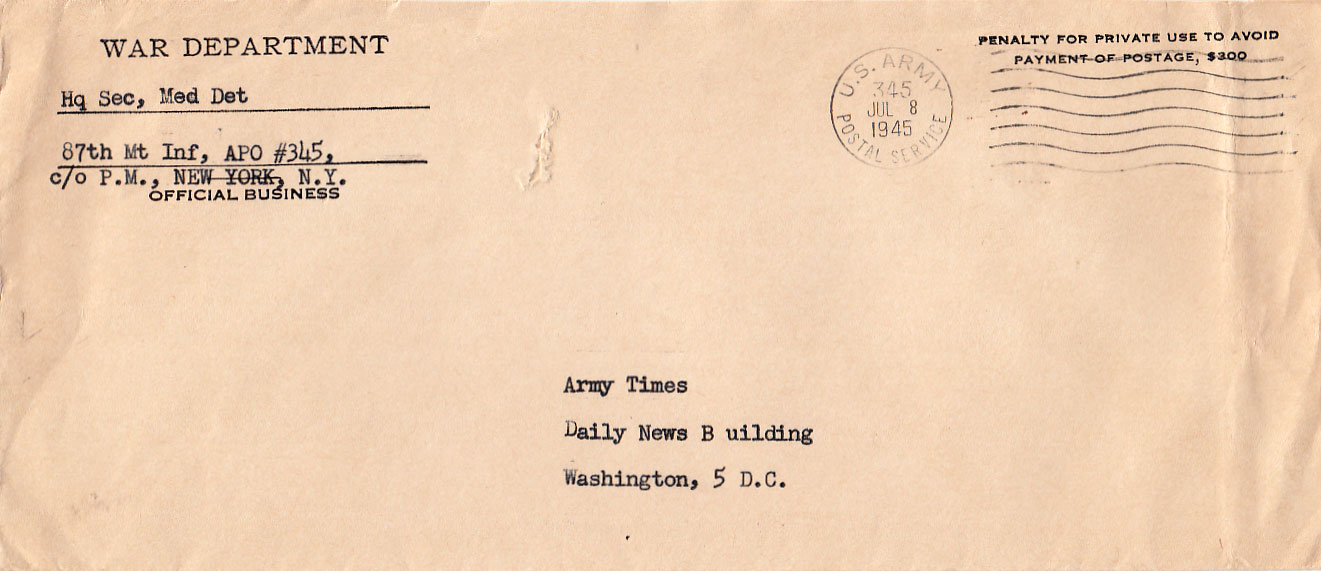 WAR DEPARTMENT
Hq Sec, Med Det
87th Mt Inf, APO #345,
c/o P.M., NEW YORK, N.Y.
OFFICIAL BUSINESS
U.S. ARMY
345
JUL 8
1945
POSTAL SERVICE
PENALTY FOR PRIVATE USE TO AVOID
PAYMENT OF POSTAGE, $300
Army Times
Daily News B uilding
Washington, 5 D.C.